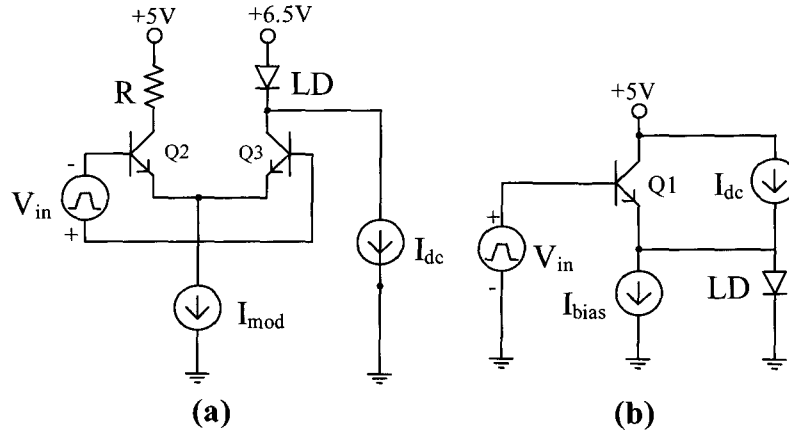 +5V
+6.5V
R
LD
Q2
Q3
-
V_in
+
I_dc
I_mod
(a)
+5V
Q1
I_dc
+
V_in
-
LD
I_bias
(b)